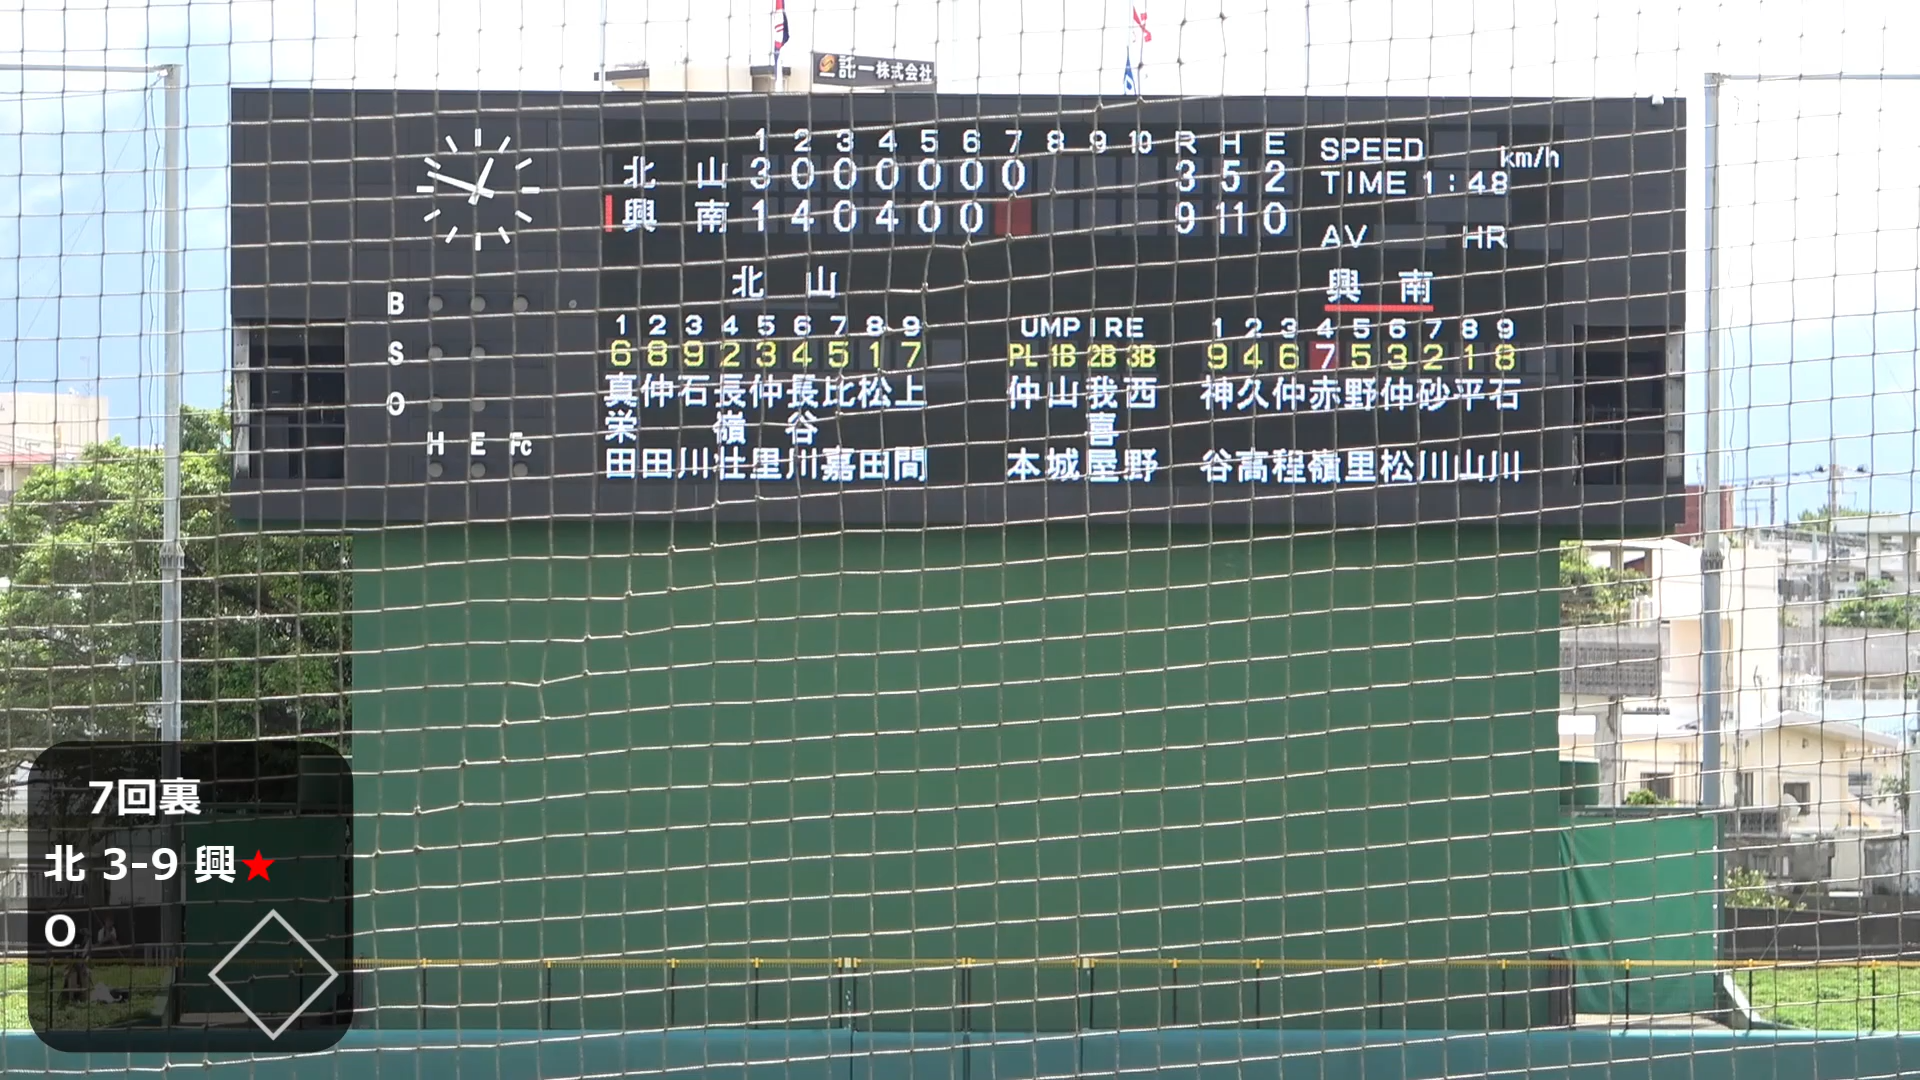 託一株式会社
1 2 3 4 5 6 7 8 9 10 R H E
北 山 3 0 0 0 0 0 0 3 5 2
興 南 1 4 0 4 0 0 9 11 0
SPEED km/h
TIME 1:48
AV HR
B
S
O
H E Fc
北 山
1 2 3 4 5 6 7 8 9
6 8 9 2 3 4 5 1 7
真栄田 仲田 石川 長嶺壮 仲里 長谷川 比嘉 松田 上間
UMPIRE
PL 1B 2B 3B
仲本 山城 我喜屋 西野
興 南
1 2 3 4 5 6 7 8 9
9 4 6 7 5 3 2 1 8
神谷 久高 仲程 赤嶺 野里 仲松 砂川 平山 石川
7回裏
北 3-9 興★
O